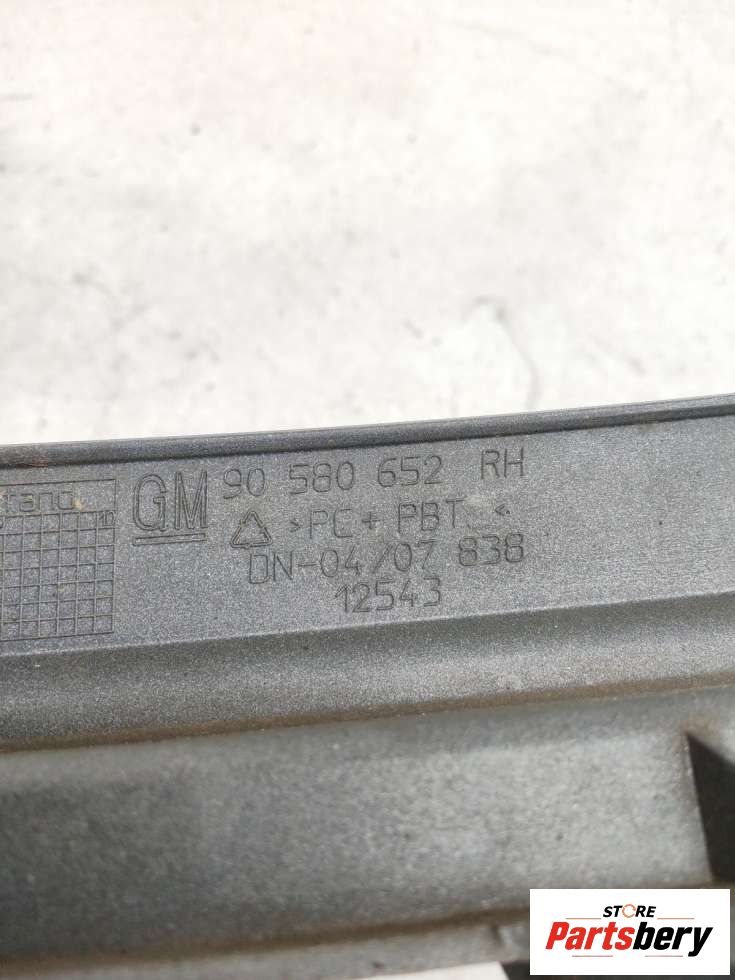 GM 90 580 652 RH
>PC + PBT <
DN-04/07 838
12543
STORE
Partsbery